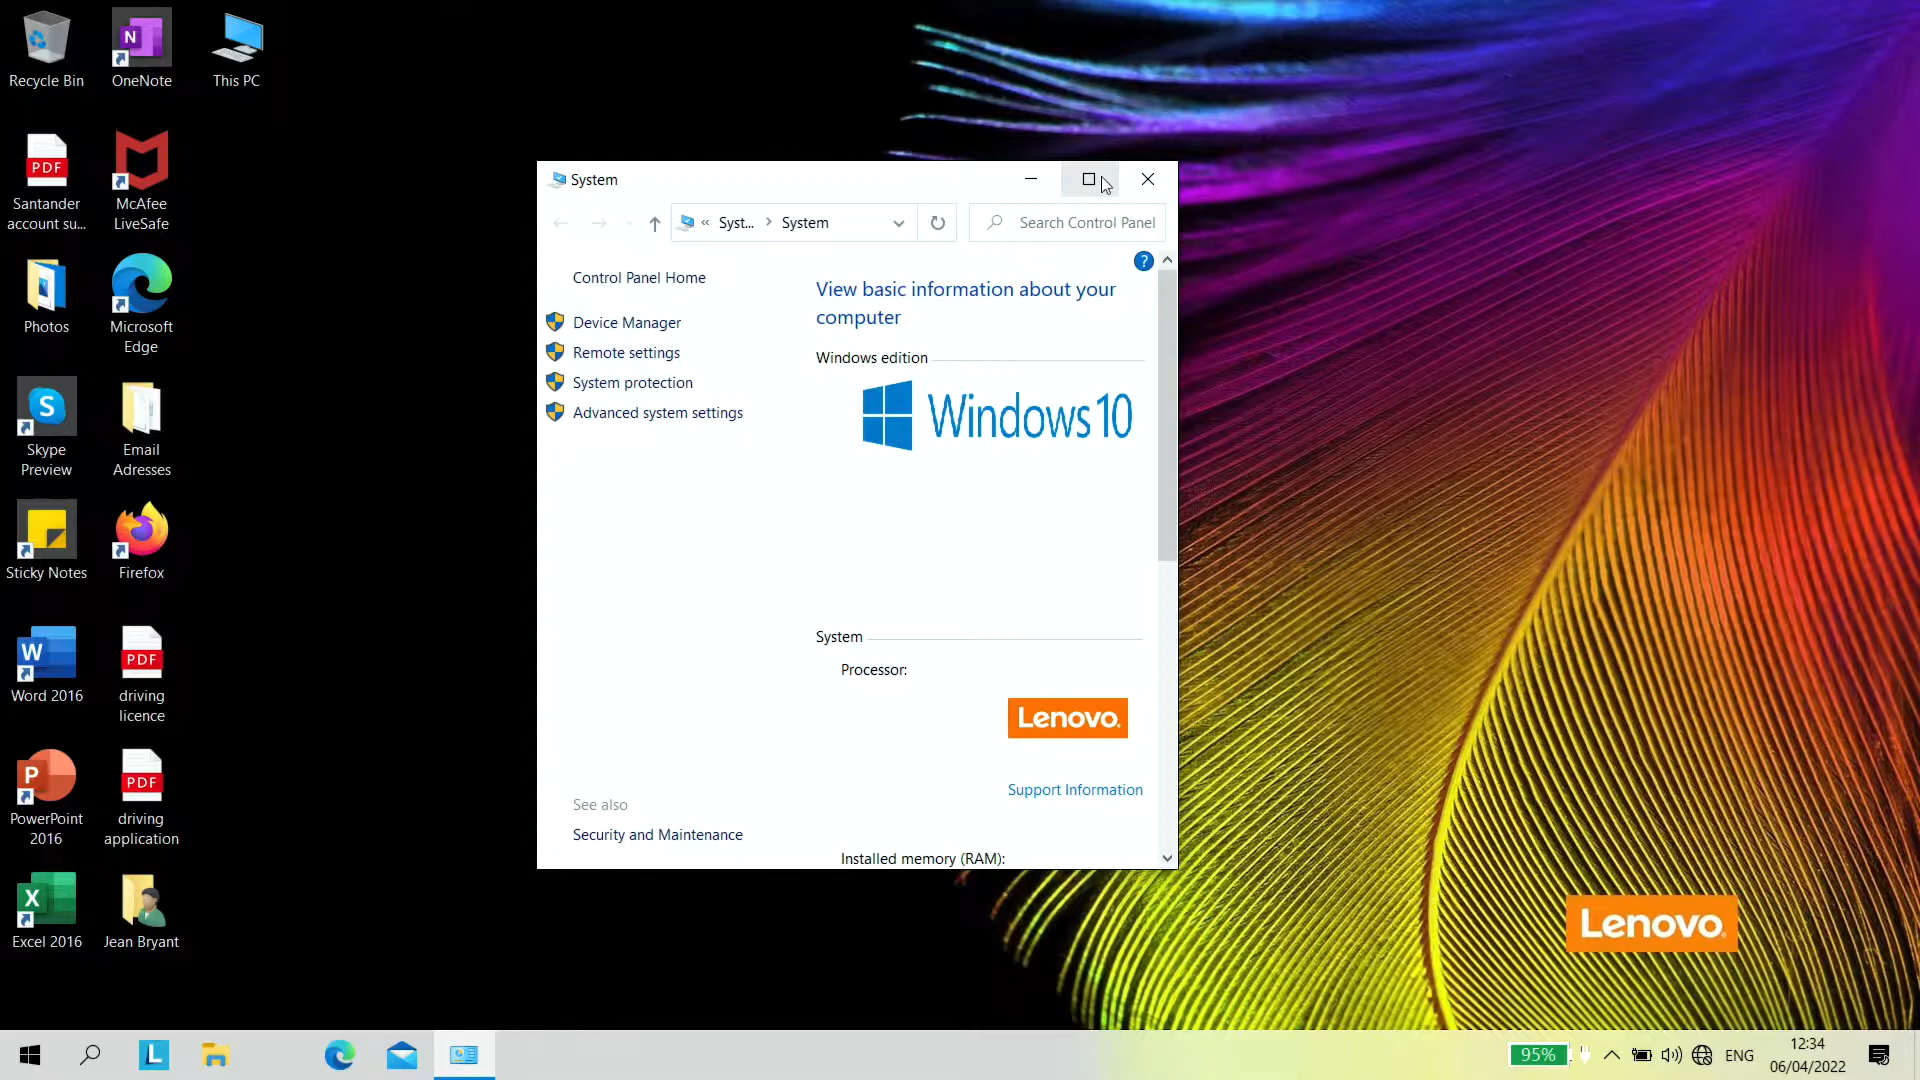 Recycle Bin
OneNote
This PC
PDF
Santander
account su...
McAfee
LiveSafe
Photos
Microsoft
Edge
Skype
Preview
Email
Adresses
Sticky Notes
Firefox
Word 2016
PDF
driving
licence
PowerPoint
2016
PDF
driving
application
Excel 2016
Jean Bryant
System
« Syst... > System
Search Control Panel
Control Panel Home
Device Manager
Remote settings
System protection
Advanced system settings
See also
Security and Maintenance
?
View basic information about your
computer
Windows edition
Windows 10
System
Processor:
Lenovo.
Support Information
Installed memory (RAM):
Lenovo.
L
95%
ENG
12:34
06/04/2022